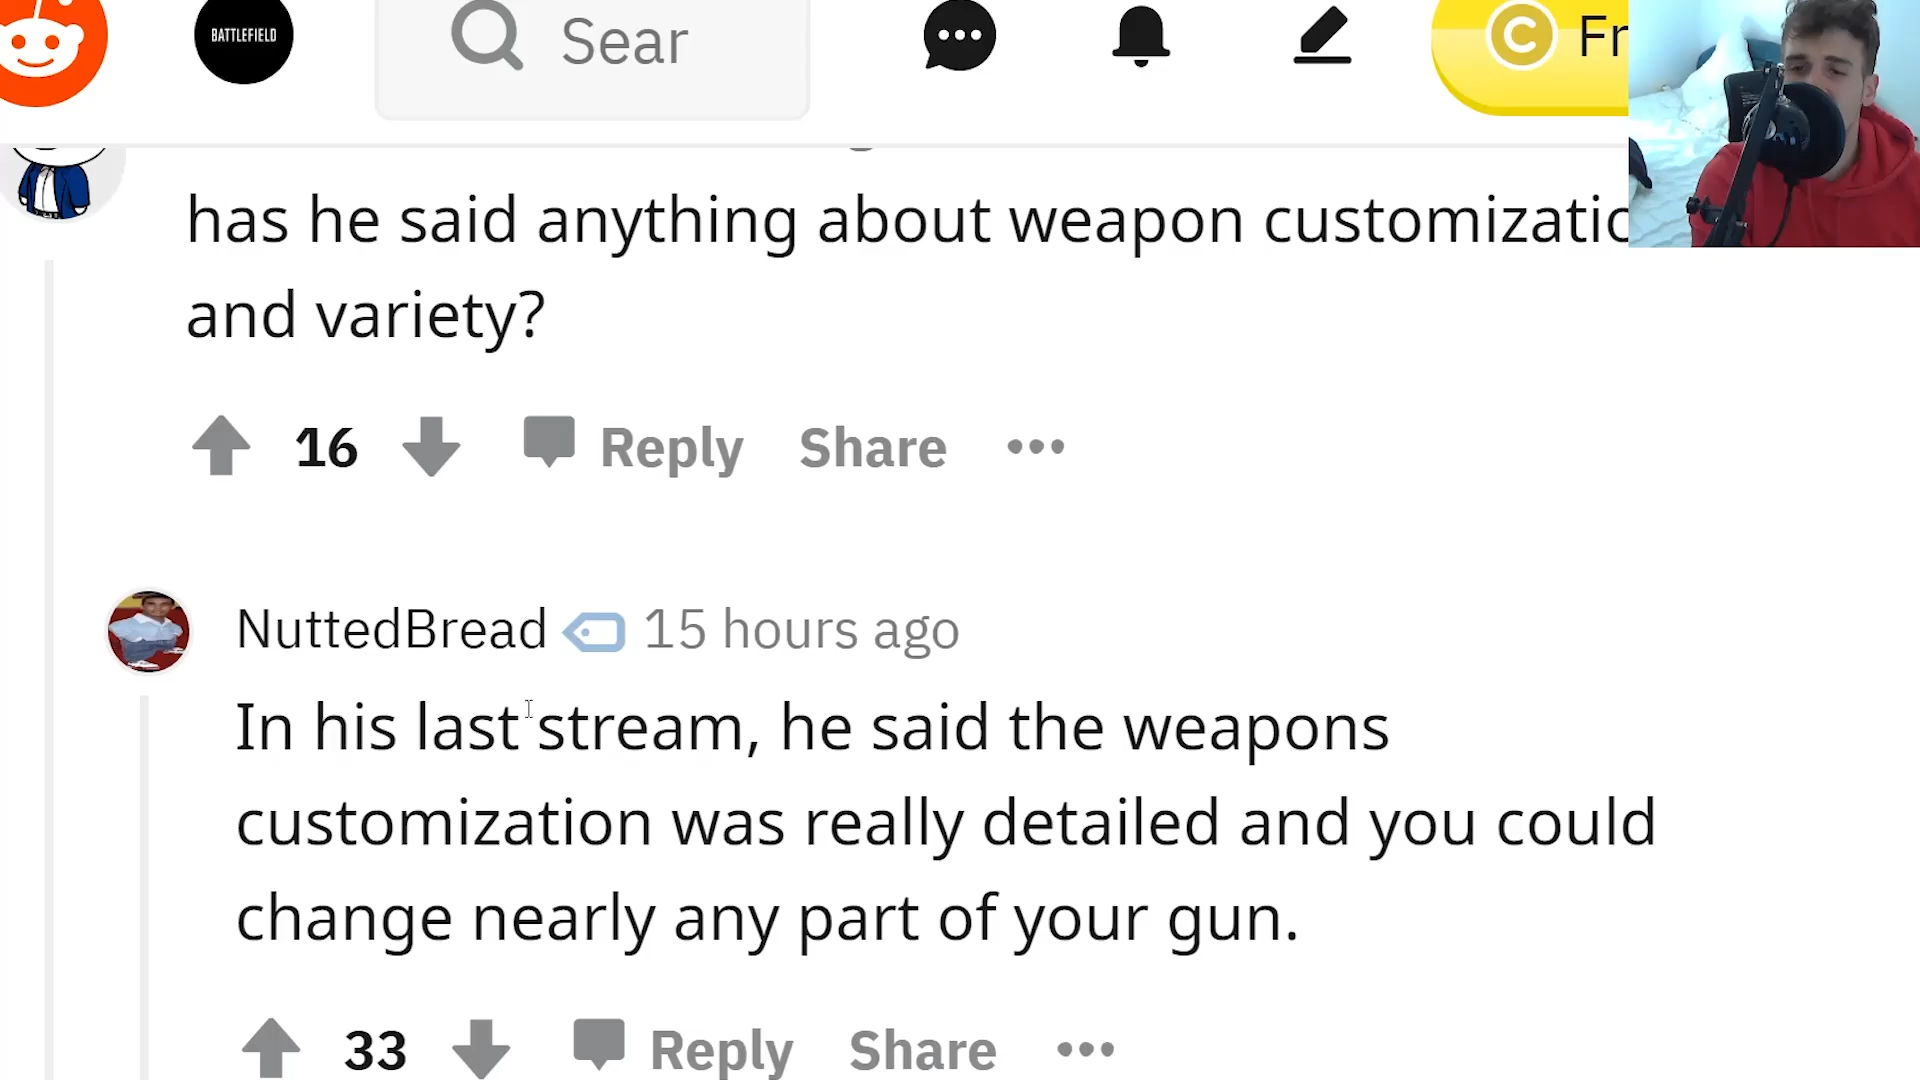 BATTLEFIELD
Sear
Fr
has he said anything about weapon customizatio
and variety?
16 Reply Share
NuttedBread 15 hours ago
In his last stream, he said the weapons
customization was really detailed and you could
change nearly any part of your gun.
33 Reply Share